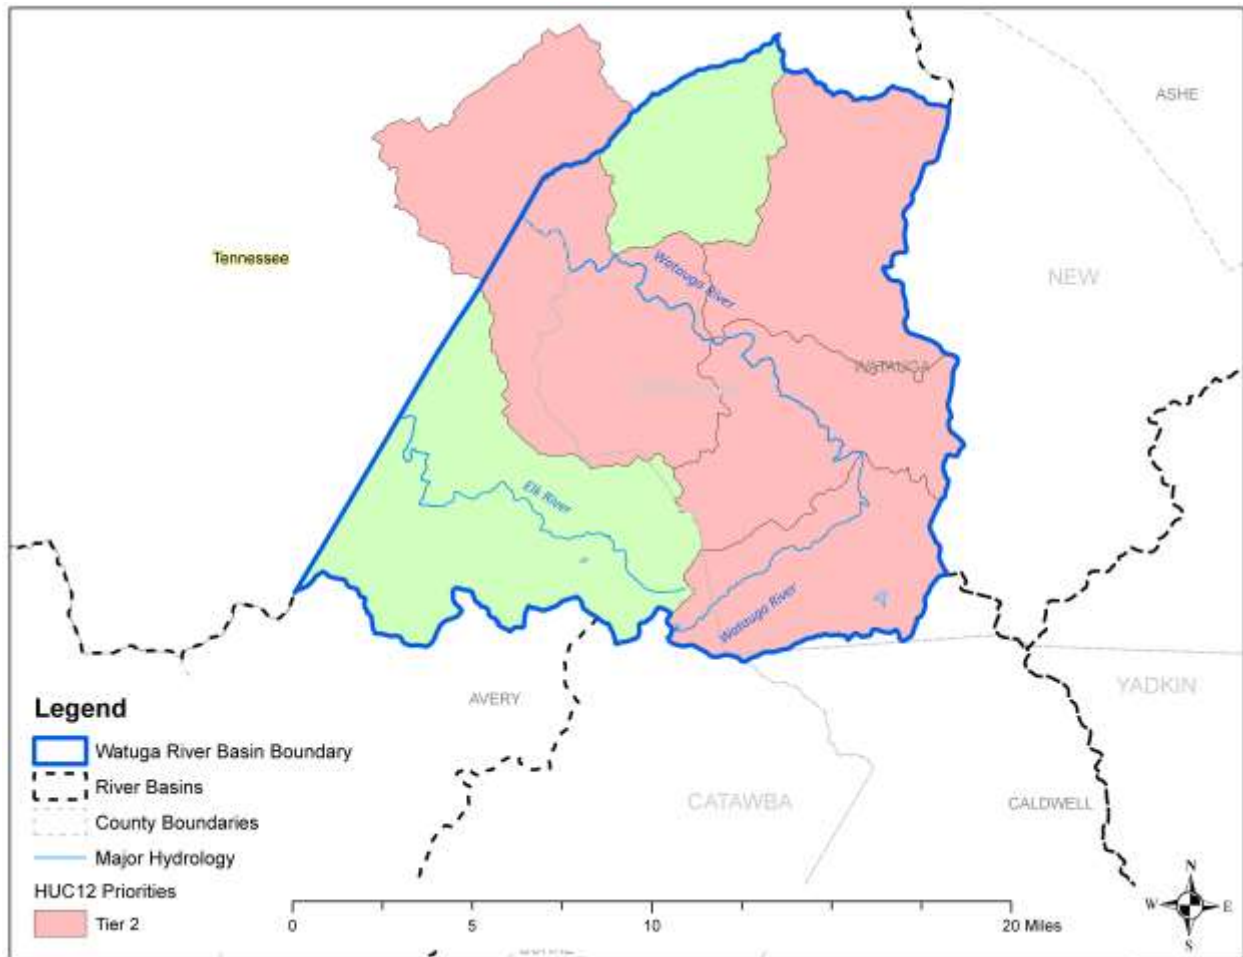 ASHE
Tennessee
Watauga River
NEW
WATAUGA
Elk River
Watauga River
AVERY
YADKIN
CATAWBA
CALDWELL
Legend
Watuga River Basin Boundary
River Basins
County Boundaries
Major Hydrology
HUC12 Priorities
Tier 2
0 5 10 20 Miles
N
W E
S